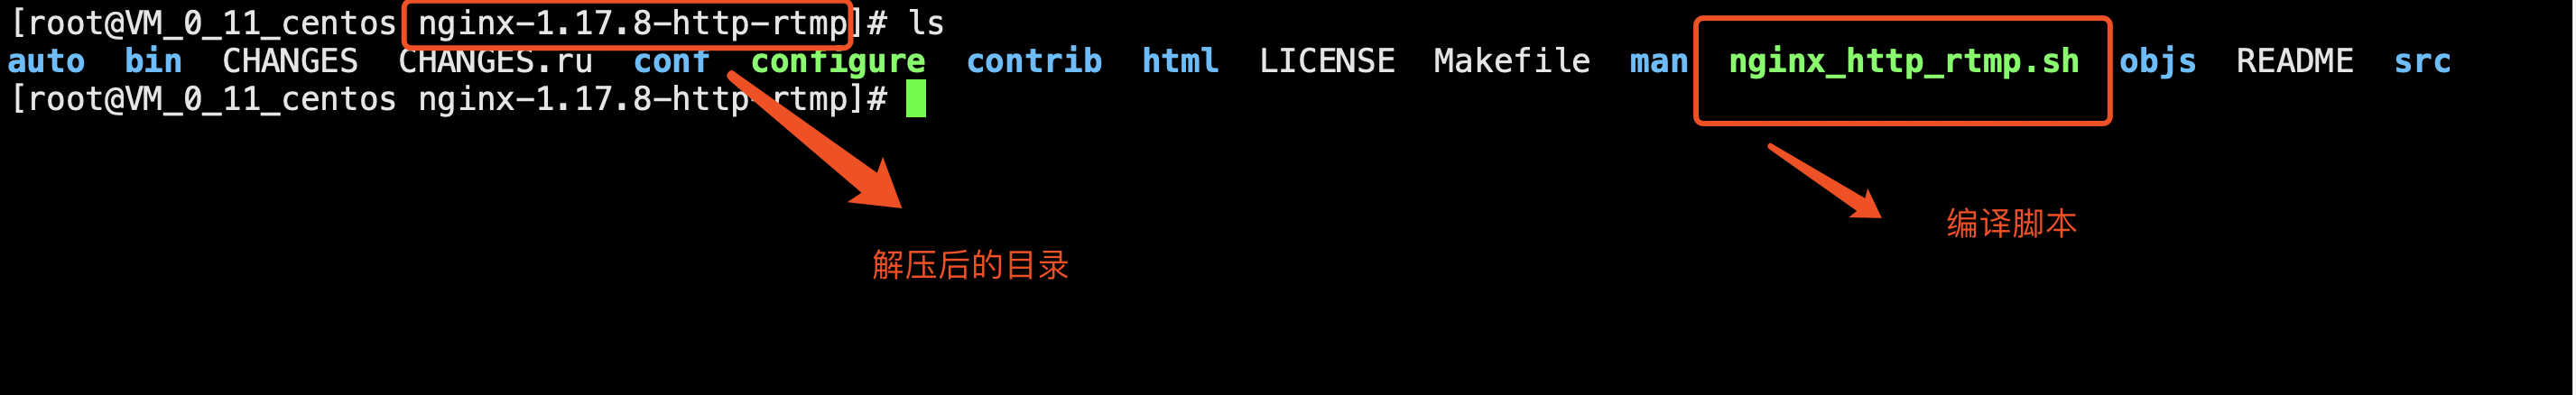 [root@VM_0_11_centos nginx-1.17.8-http-rtmp]# ls
auto bin CHANGES CHANGES.ru conf configure contrib html LICENSE Makefile man nginx_http_rtmp.sh objs README src
[root@VM_0_11_centos nginx-1.17.8-http-rtmp]#
编译脚本
解压后的目录